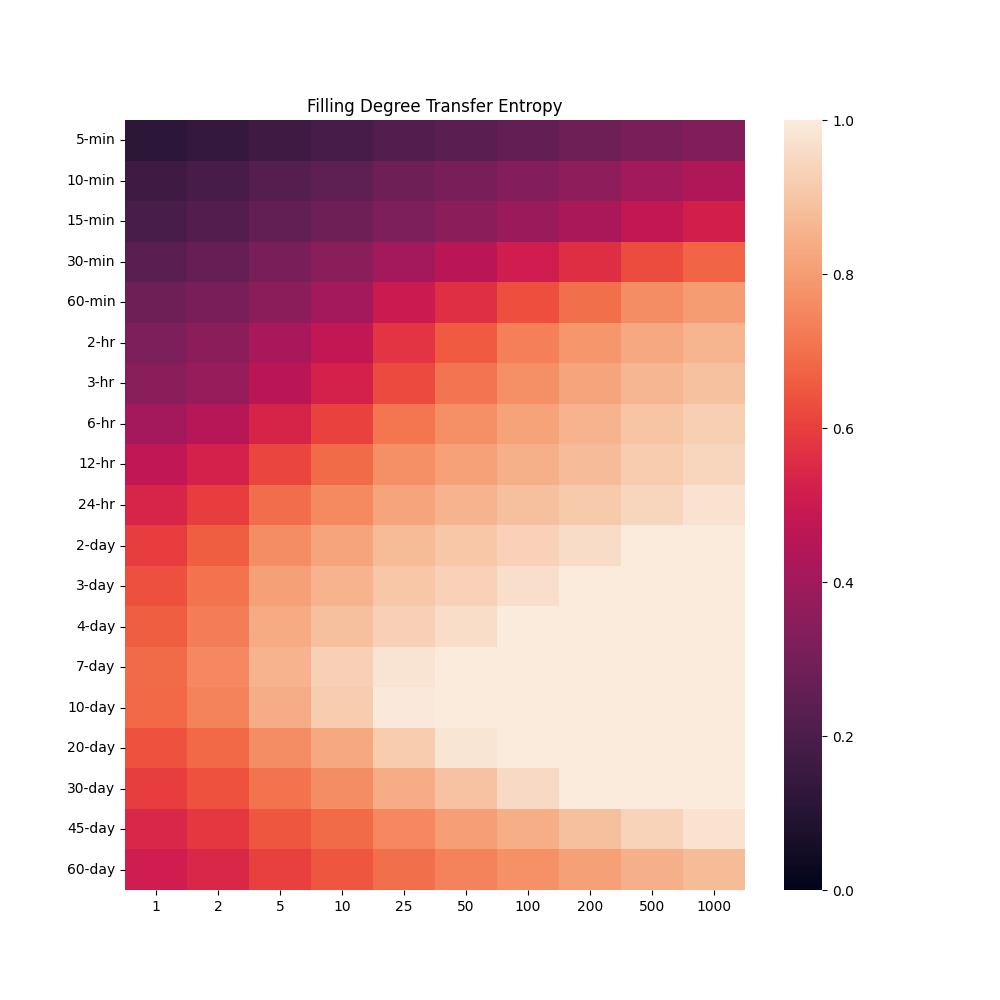 Filling Degree Transfer Entropy
5-min
10-min
15-min
30-min
60-min
2-hr
3-hr
6-hr
12-hr
24-hr
2-day
3-day
4-day
7-day
10-day
20-day
30-day
45-day
60-day
1 2 5 10 25 50 100 200 500 1000
1.0
0.8
0.6
0.4
0.2
0.0